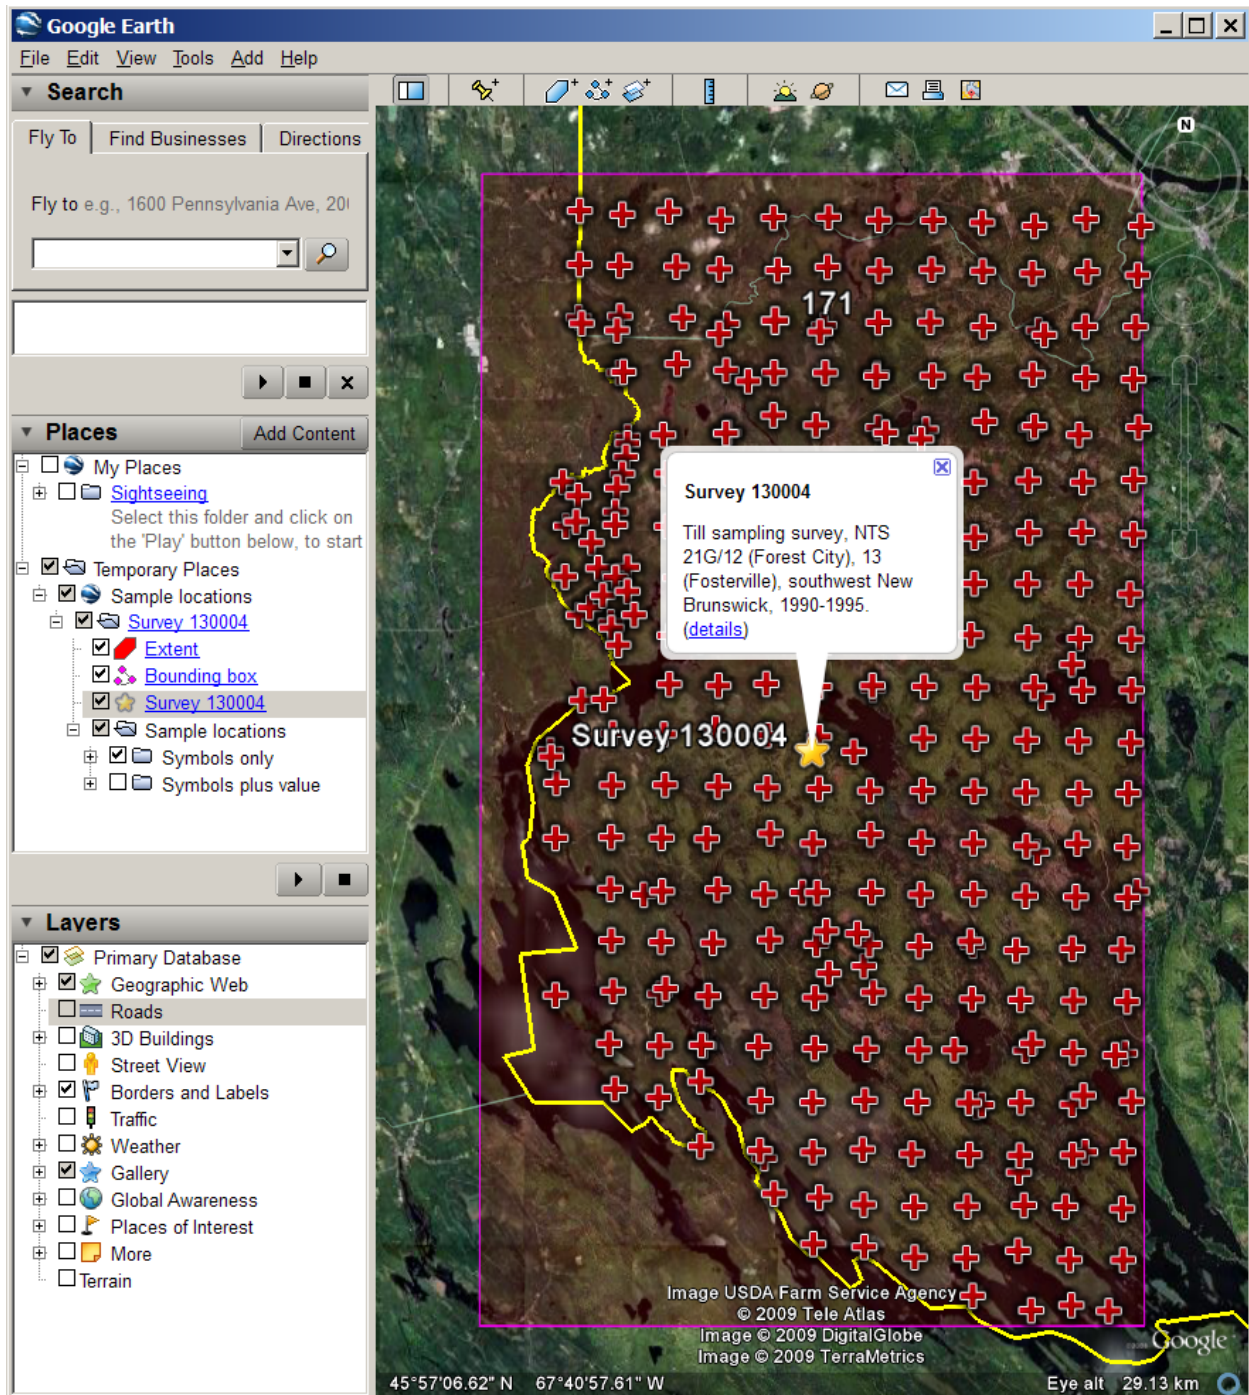 Google Earth
File Edit View Tools Add Help
Search
Fly To Find Businesses Directions
Fly to e.g., 1600 Pennsylvania Ave, 20
Places Add Content
My Places
Sightseeing
Select this folder and click on
the 'Play' button below, to start
Temporary Places
Sample locations
Survey 130004
Extent
Bounding box
Survey 130004
Sample locations
Symbols only
Symbols plus value
Layers
Primary Database
Geographic Web
Roads
3D Buildings
Street View
Borders and Labels
Traffic
Weather
Gallery
Global Awareness
Places of Interest
More
Terrain
N
171
Survey 130004
Till sampling survey, NTS
21G/12 (Forest City), 13
(Fosterville), southwest New
Brunswick, 1990-1995.
(details)
Survey 130004
Image USDA Farm Service Agency
© 2009 Tele Atlas
Image © 2009 DigitalGlobe
Image © 2009 TerraMetrics
Google
45°57'06.62" N 67°40'57.61" W
Eye alt 29.13 km